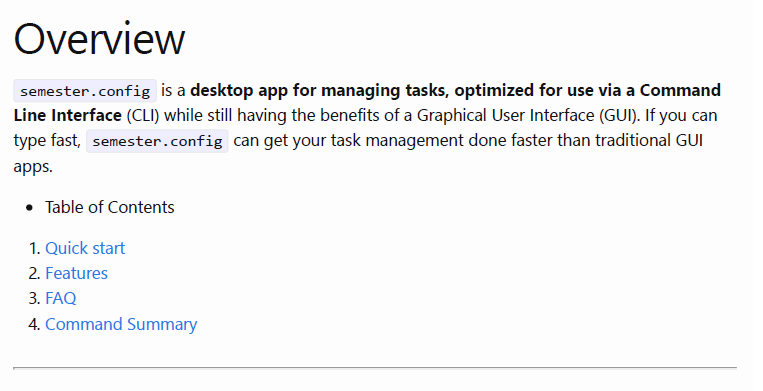 Overview
semester.config is a desktop app for managing tasks, optimized for use via a Command
Line Interface (CLI) while still having the benefits of a Graphical User Interface (GUI). If you can
type fast, semester.config can get your task management done faster than traditional GUI
apps.
• Table of Contents
1. Quick start
2. Features
3. FAQ
4. Command Summary